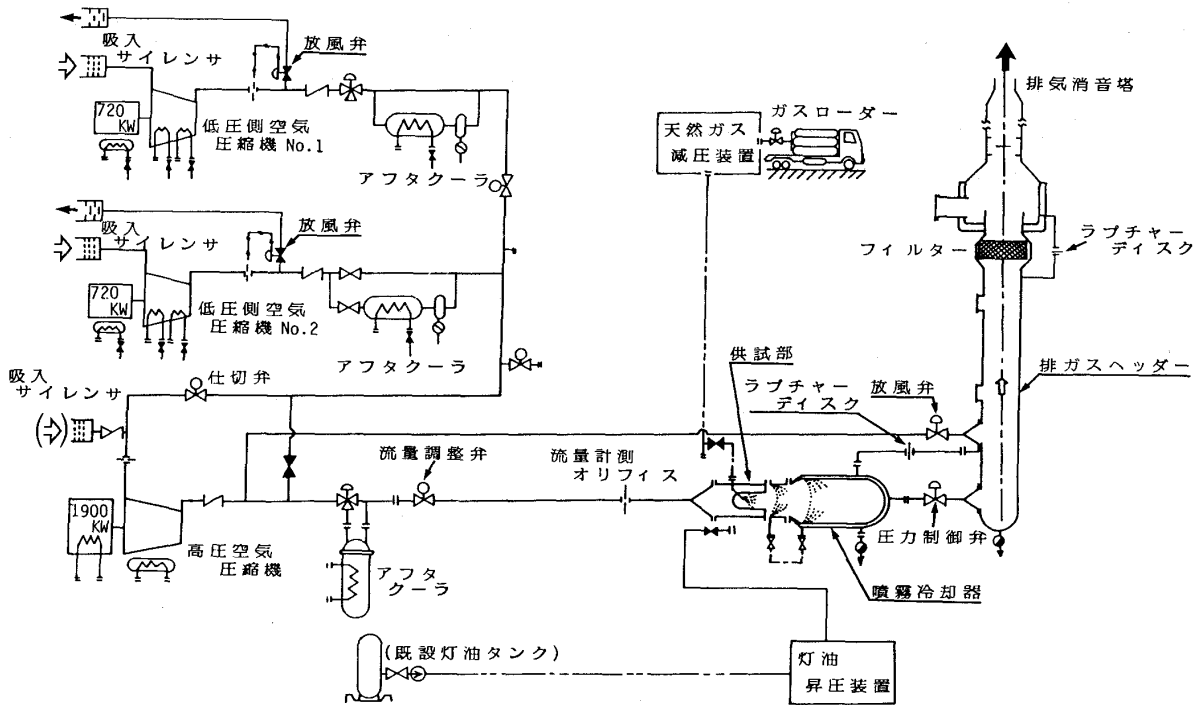 吸入
サイレンサ
放風弁
720
KW
低圧側空気
圧縮機 No.1
アフタクーラ
吸入
サイレンサ
放風弁
720
KW
低圧側空気
圧縮機 No.2
アフタクーラ
吸入
サイレンサ
仕切弁
1900
KW
高圧空気
圧縮機
アフタ
クーラ
流量調整弁
流量計測
オリフィス
(既設灯油タンク)
天然ガス
減圧装置
ガスローダー
供試部
ラプチャー
ディスク
放風弁
圧力制御弁
噴霧冷却器
灯油
昇圧装置
排気消音塔
フィルター
ラプチャー
ディスク
排ガスヘッダー